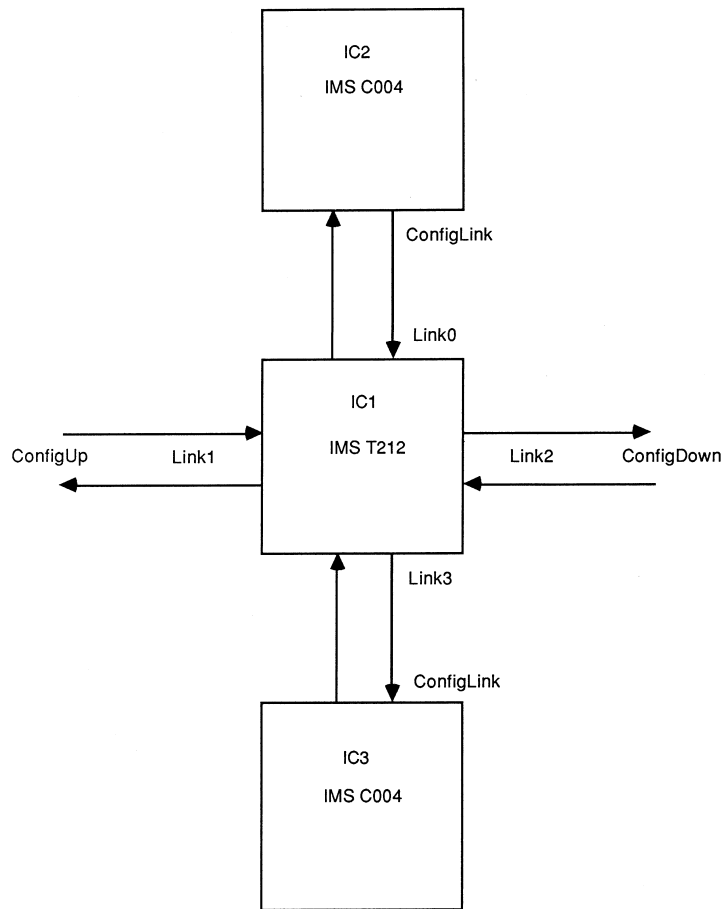 IC2
IMS C004
ConfigLink
Link0
IC1
IMS T212
ConfigUp
Link1
Link2
ConfigDown
Link3
ConfigLink
IC3
IMS C004